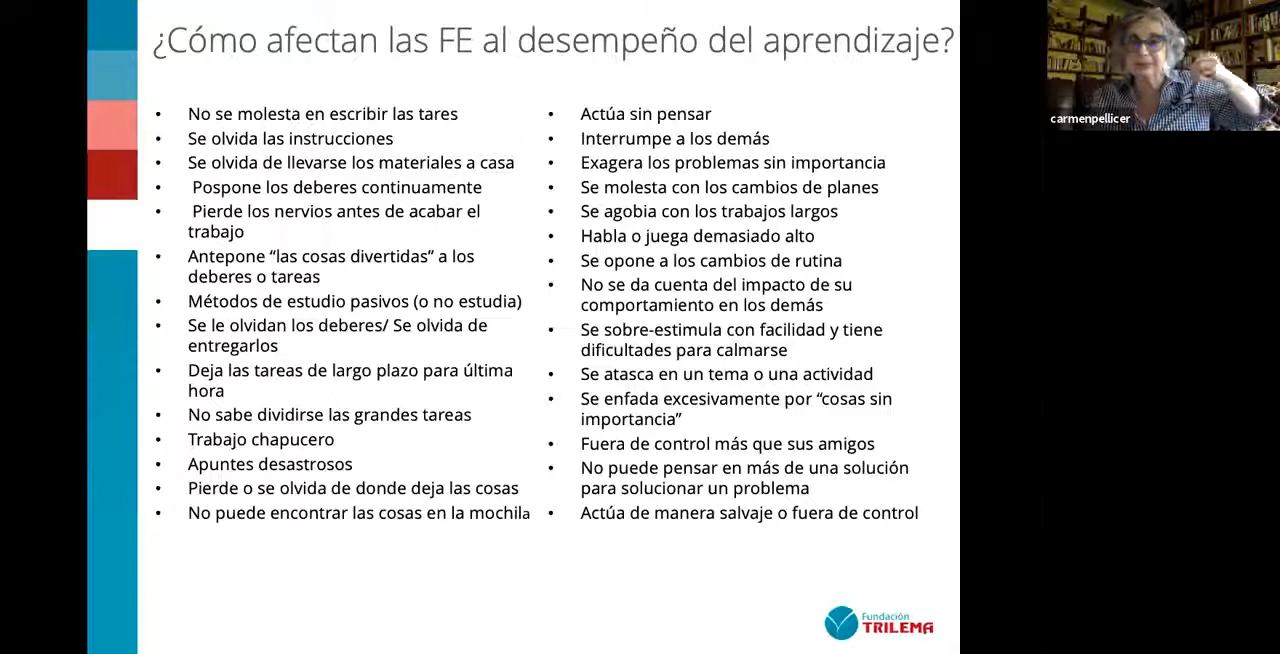 ¿Cómo afectan las FE al desempeño del aprendizaje?
• No se molesta en escribir las tares
• Se olvida las instrucciones
• Se olvida de llevarse los materiales a casa
• Pospone los deberes continuamente
• Pierde los nervios antes de acabar el
trabajo
• Antepone “las cosas divertidas” a los
deberes o tareas
• Métodos de estudio pasivos (o no estudia)
• Se le olvidan los deberes/ Se olvida de
entregarlos
• Deja las tareas de largo plazo para última
hora
• No sabe dividirse las grandes tareas
• Trabajo chapucero
• Apuntes desastrosos
• Pierde o se olvida de donde deja las cosas
• No puede encontrar las cosas en la mochila
• Actúa sin pensar
• Interrumpe a los demás
• Exagera los problemas sin importancia
• Se molesta con los cambios de planes
• Se agobia con los trabajos largos
• Habla o juega demasiado alto
• Se opone a los cambios de rutina
• No se da cuenta del impacto de su
comportamiento en los demás
• Se sobre-estimula con facilidad y tiene
dificultades para calmarse
• Se atasca en un tema o una actividad
• Se enfada excesivamente por “cosas sin
importancia”
• Fuera de control más que sus amigos
• No puede pensar en más de una solución
para solucionar un problema
• Actúa de manera salvaje o fuera de control
Fundación
TRILEMA
carmenpellicer